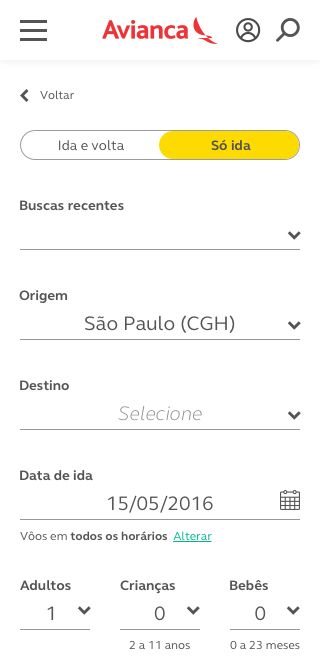 Avianca
Voltar
Ida e volta Só ida
Buscas recentes
Origem
São Paulo (CGH)
Destino
Selecione
Data de ida
15/05/2016
Vôos em todos os horários Alterar
Adultos Crianças Bebês
1 0 0
2 a 11 anos 0 a 23 meses